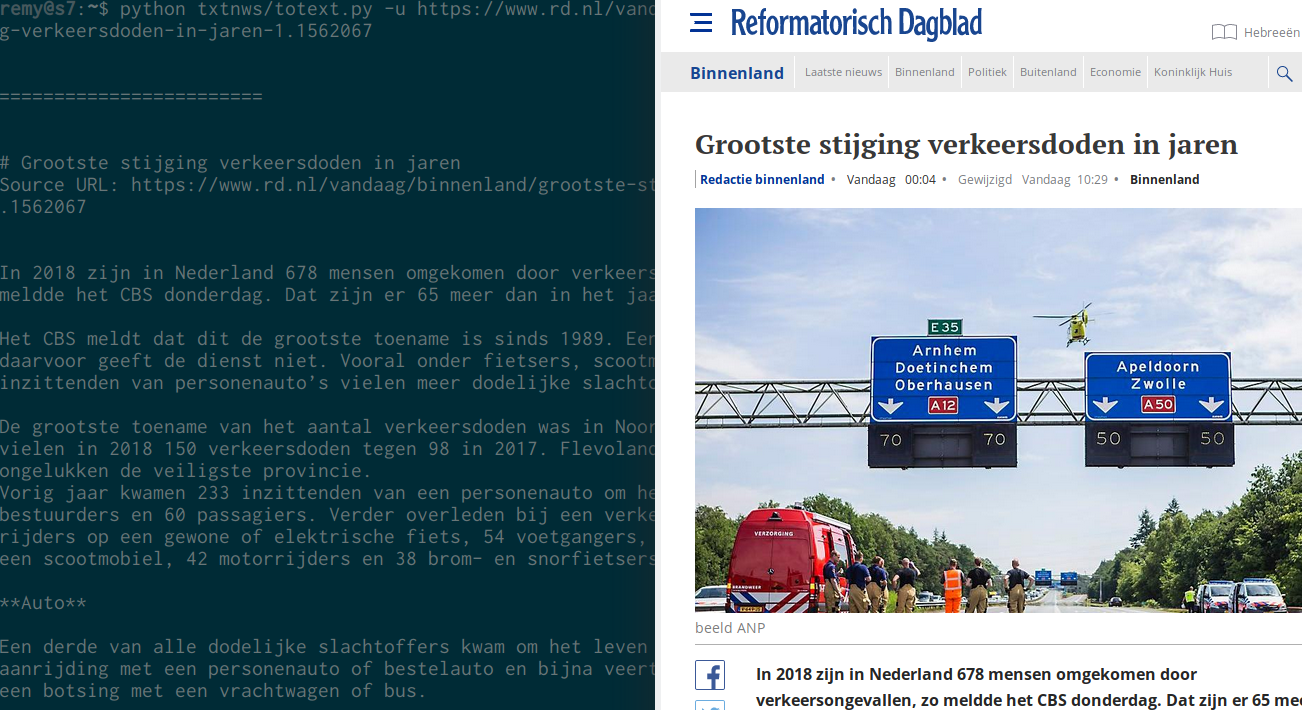 remy@s7:~$ python txtnws/totext.py -u https://www.rd.nl/vand
g-verkeersdoden-in-jaren-1.1562067
========================
# Grootste stijging verkeersdoden in jaren
Source URL: https://www.rd.nl/vandaag/binnenland/grootste-st
.1562067
In 2018 zijn in Nederland 678 mensen omgekomen door verkeers
meldde het CBS donderdag. Dat zijn er 65 meer dan in het jaa
Het CBS meldt dat dit de grootste toename is sinds 1989. Een
daarvoor geeft de dienst niet. Vooral onder fietsers, scootm
inzittenden van personenauto’s vielen meer dodelijke slachto
De grootste toename van het aantal verkeersdoden was in Noor
vielen in 2018 150 verkeersdoden tegen 98 in 2017. Flevoland
ongelukken de veiligste provincie.
Vorig jaar kwamen 233 inzittenden van een personenauto om he
bestuurders en 60 passagiers. Verder overleden bij een verke
rijders op een gewone of elektrische fiets, 54 voetgangers,
een scootmobiel, 42 motorrijders en 38 brom- en snorfietsers
**Auto**
Een derde van alle dodelijke slachtoffers kwam om het leven
aanrijding met een personenauto of bestelauto en bijna veert
een botsing met een vrachtwagen of bus.
Reformatorisch Dagblad
Hebreeën
Binnenland Laatste nieuws Binnenland Politiek Buitenland Economie Koninklijk Huis
Grootste stijging verkeersdoden in jaren
Redactie binnenland • Vandaag 00:04 • Gewijzigd Vandaag 10:29 • Binnenland
E 35
Arnhem
Doetinchem
Oberhausen
A12
70 70
Apeldoorn
Zwolle
A50
50 50
VERZORGING
BRANDWEER
beeld ANP
In 2018 zijn in Nederland 678 mensen omgekomen door
verkeersongevallen, zo meldde het CBS donderdag. Dat zijn er 65 mee